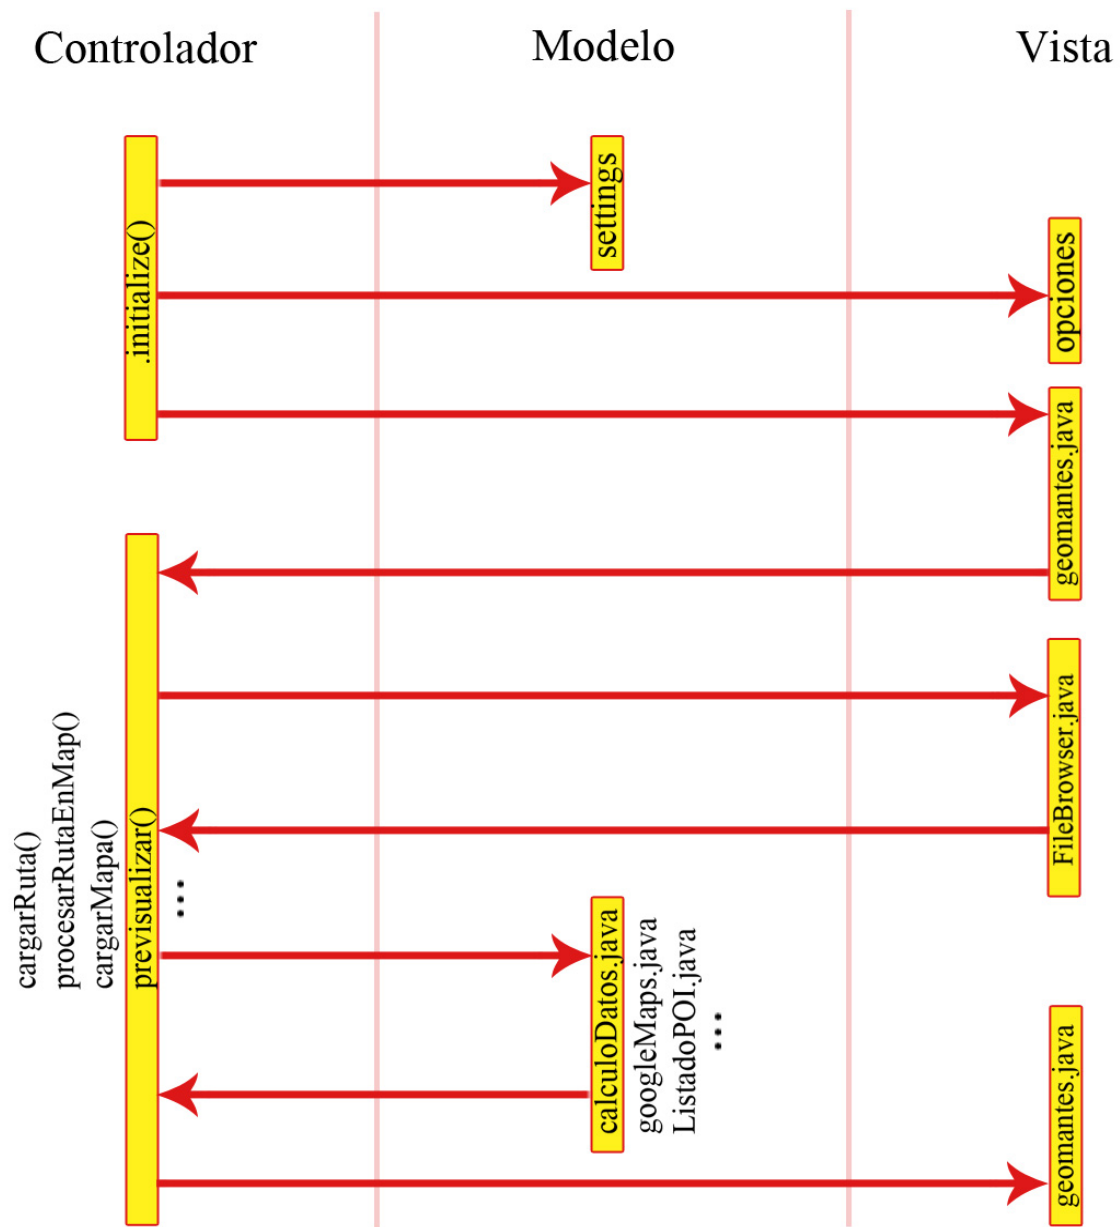 Controlador
Modelo
Vista
.initialize()
settings
opciones
geomantes.java
cargarRuta()
procesarRutaEnMap()
cargarMapa()
previsualizar()
...
FileBrowser.java
calculoDatos.java
googleMaps.java
ListadoPOI.java
...
geomantes.java